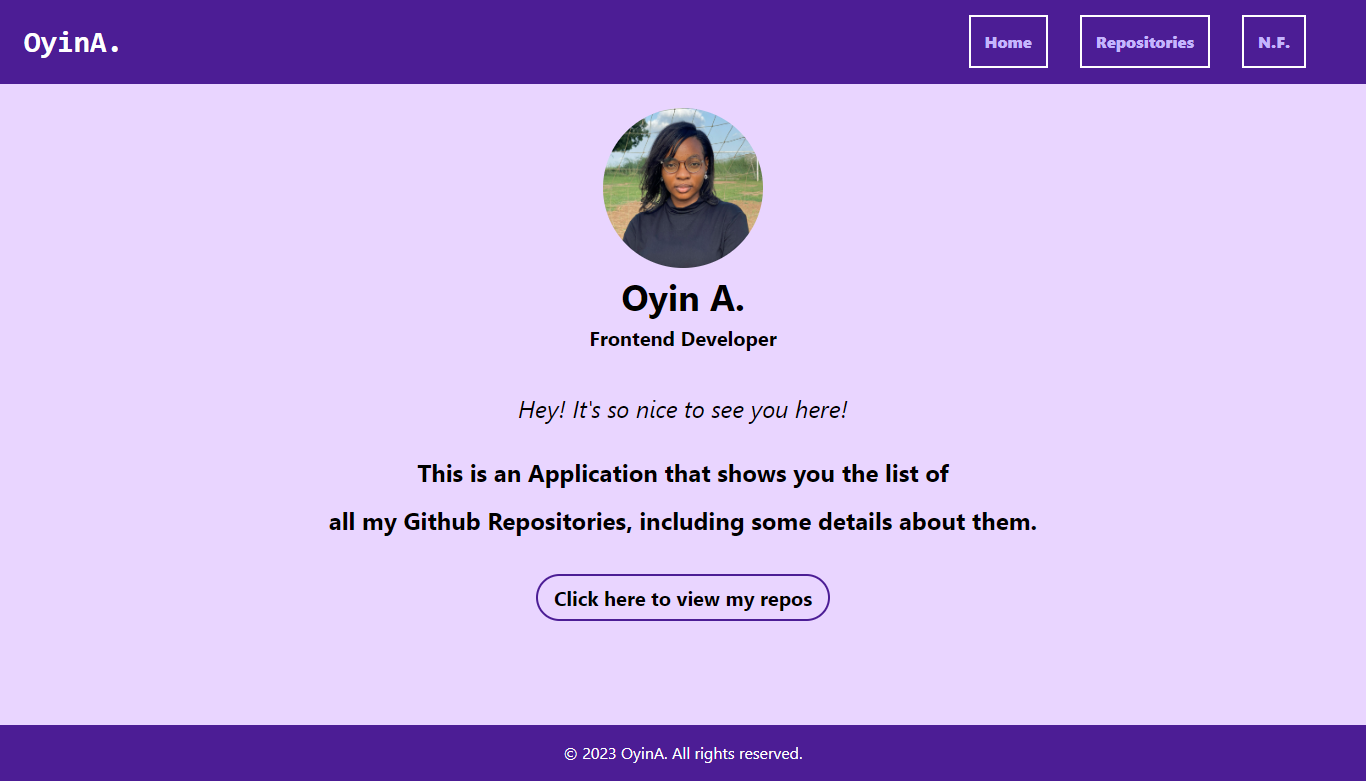 OyinA.
Home
Repositories
N.F.
Oyin A.
Frontend Developer
Hey! It's so nice to see you here!
This is an Application that shows you the list of
all my Github Repositories, including some details about them.
Click here to view my repos
© 2023 OyinA. All rights reserved.